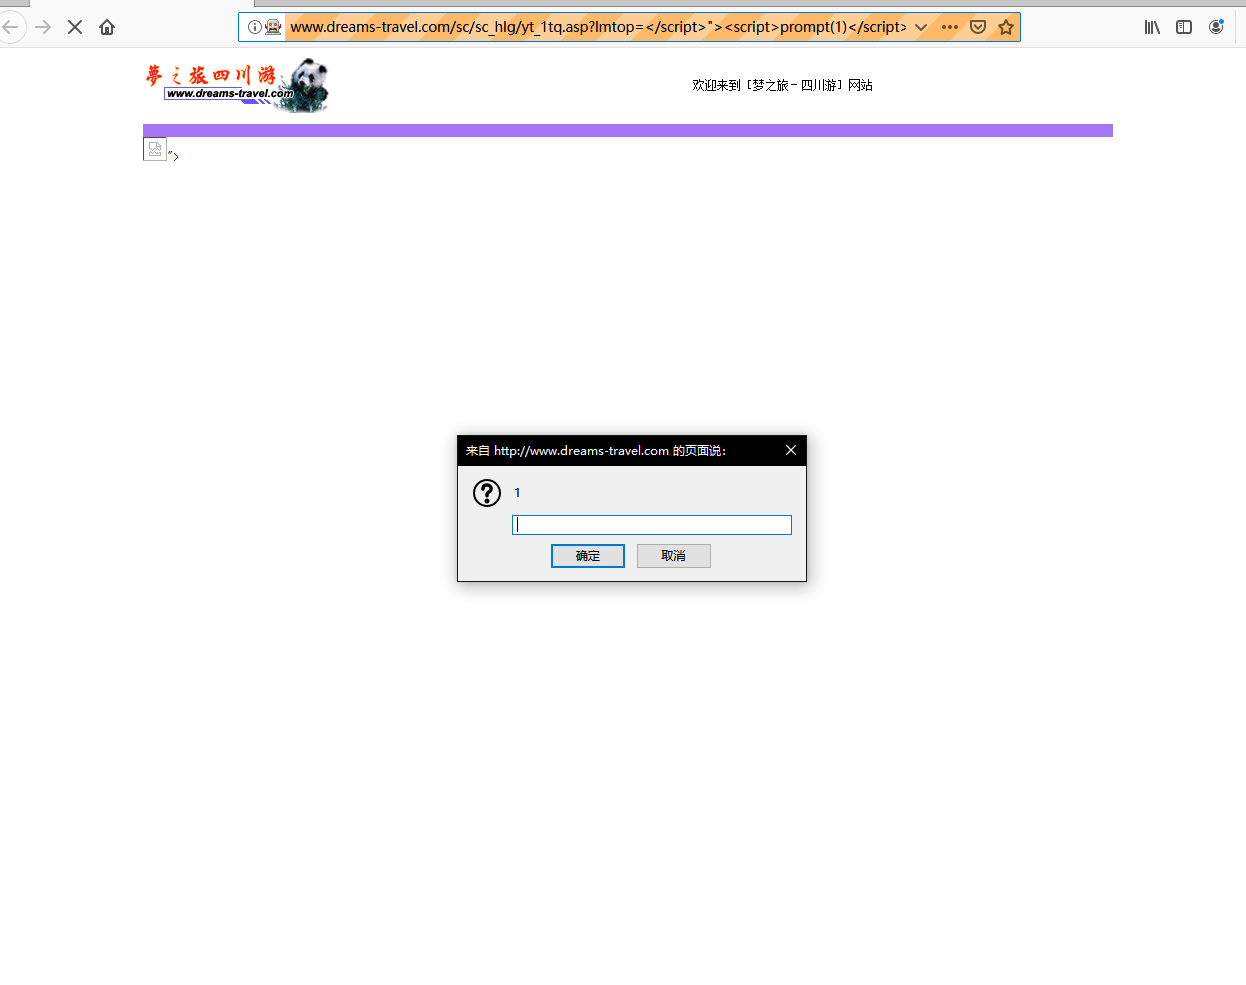 www.dreams-travel.com/sc/sc_hlg/yt_1tq.asp?lmtop=</script>"><script>prompt(1)</script>
夢之旅四川游
www.dreams-travel.com
欢迎来到［梦之旅－四川游］网站
">
来自 http://www.dreams-travel.com 的页面说：
1
确定 取消